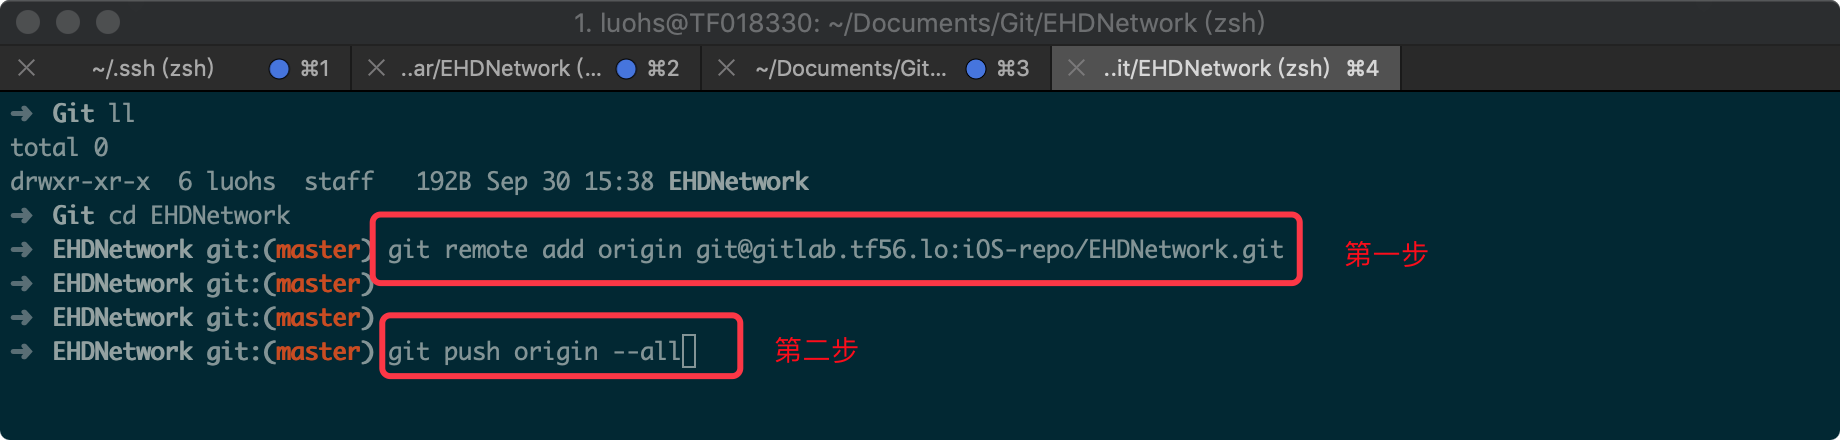 1. luohs@TF018330: ~/Documents/Git/EHDNetwork (zsh)
~/.ssh (zsh) ⌘1 ..ar/EHDNetwork (... ⌘2 ~/Documents/Git... ⌘3 ..it/EHDNetwork (zsh) ⌘4
➜ Git ll
total 0
drwxr-xr-x 6 luohs staff 192B Sep 30 15:38 EHDNetwork
➜ Git cd EHDNetwork
➜ EHDNetwork git:(master) git remote add origin git@gitlab.tf56.lo:iOS-repo/EHDNetwork.git 第一步
➜ EHDNetwork git:(master)
➜ EHDNetwork git:(master)
➜ EHDNetwork git:(master) git push origin --all 第二步